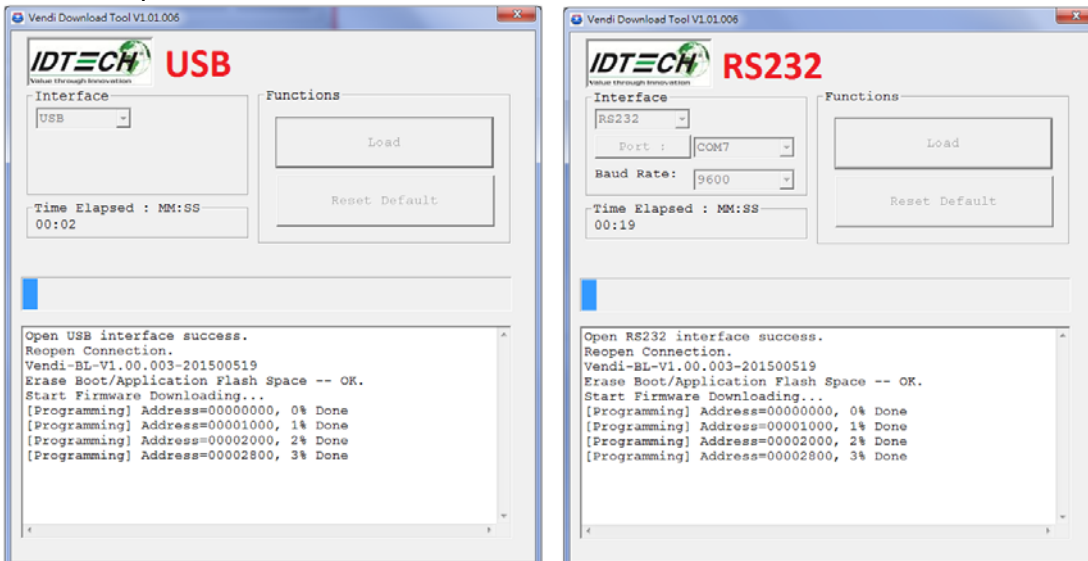 Vendi Download Tool V1.01.006
IDTECH
Value through Innovation
USB
Interface
USB
Functions
Load
Reset Default
Time Elapsed : MM:SS
00:02
Open USB interface success.
Reopen Connection.
Vendi-BL-V1.00.003-201500519
Erase Boot/Application Flash Space -- OK.
Start Firmware Downloading...
[Programming] Address=00000000, 0% Done
[Programming] Address=00001000, 1% Done
[Programming] Address=00002000, 2% Done
[Programming] Address=00002800, 3% Done
Vendi Download Tool V1.01.006
IDTECH
Value through Innovation
RS232
Interface
RS232
Port :
COM7
Baud Rate:
9600
Functions
Load
Reset Default
Time Elapsed : MM:SS
00:19
Open RS232 interface success.
Reopen Connection.
Vendi-BL-V1.00.003-201500519
Erase Boot/Application Flash Space -- OK.
Start Firmware Downloading...
[Programming] Address=00000000, 0% Done
[Programming] Address=00001000, 1% Done
[Programming] Address=00002000, 2% Done
[Programming] Address=00002800, 3% Done